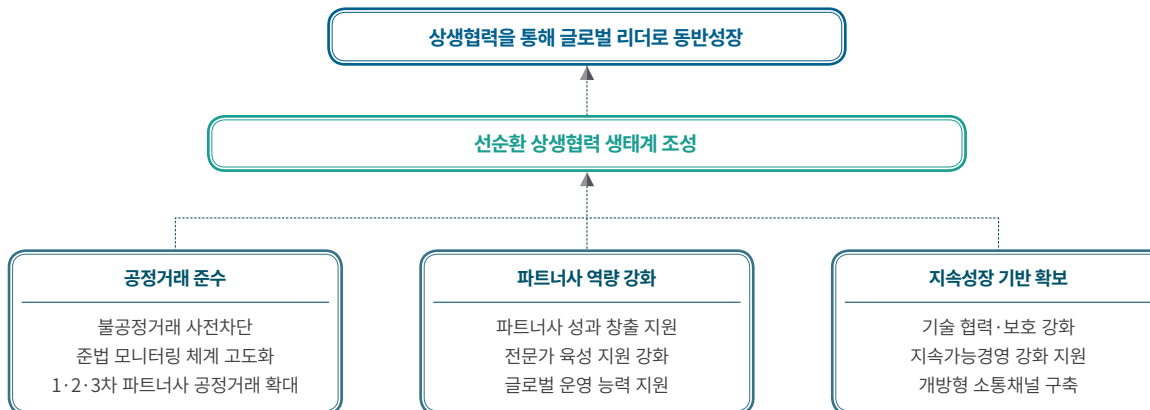 상생협력을 통해 글로벌 리더로 동반성장
선순환 상생협력 생태계 조성
공정거래 준수
불공정거래 사전차단
준법 모니터링 체계 고도화
1·2·3차 파트너사 공정거래 확대
파트너사 역량 강화
파트너사 성과 창출 지원
전문가 육성 지원 강화
글로벌 운영 능력 지원
지속성장 기반 확보
기술 협력·보호 강화
지속가능경영 강화 지원
개방형 소통채널 구축